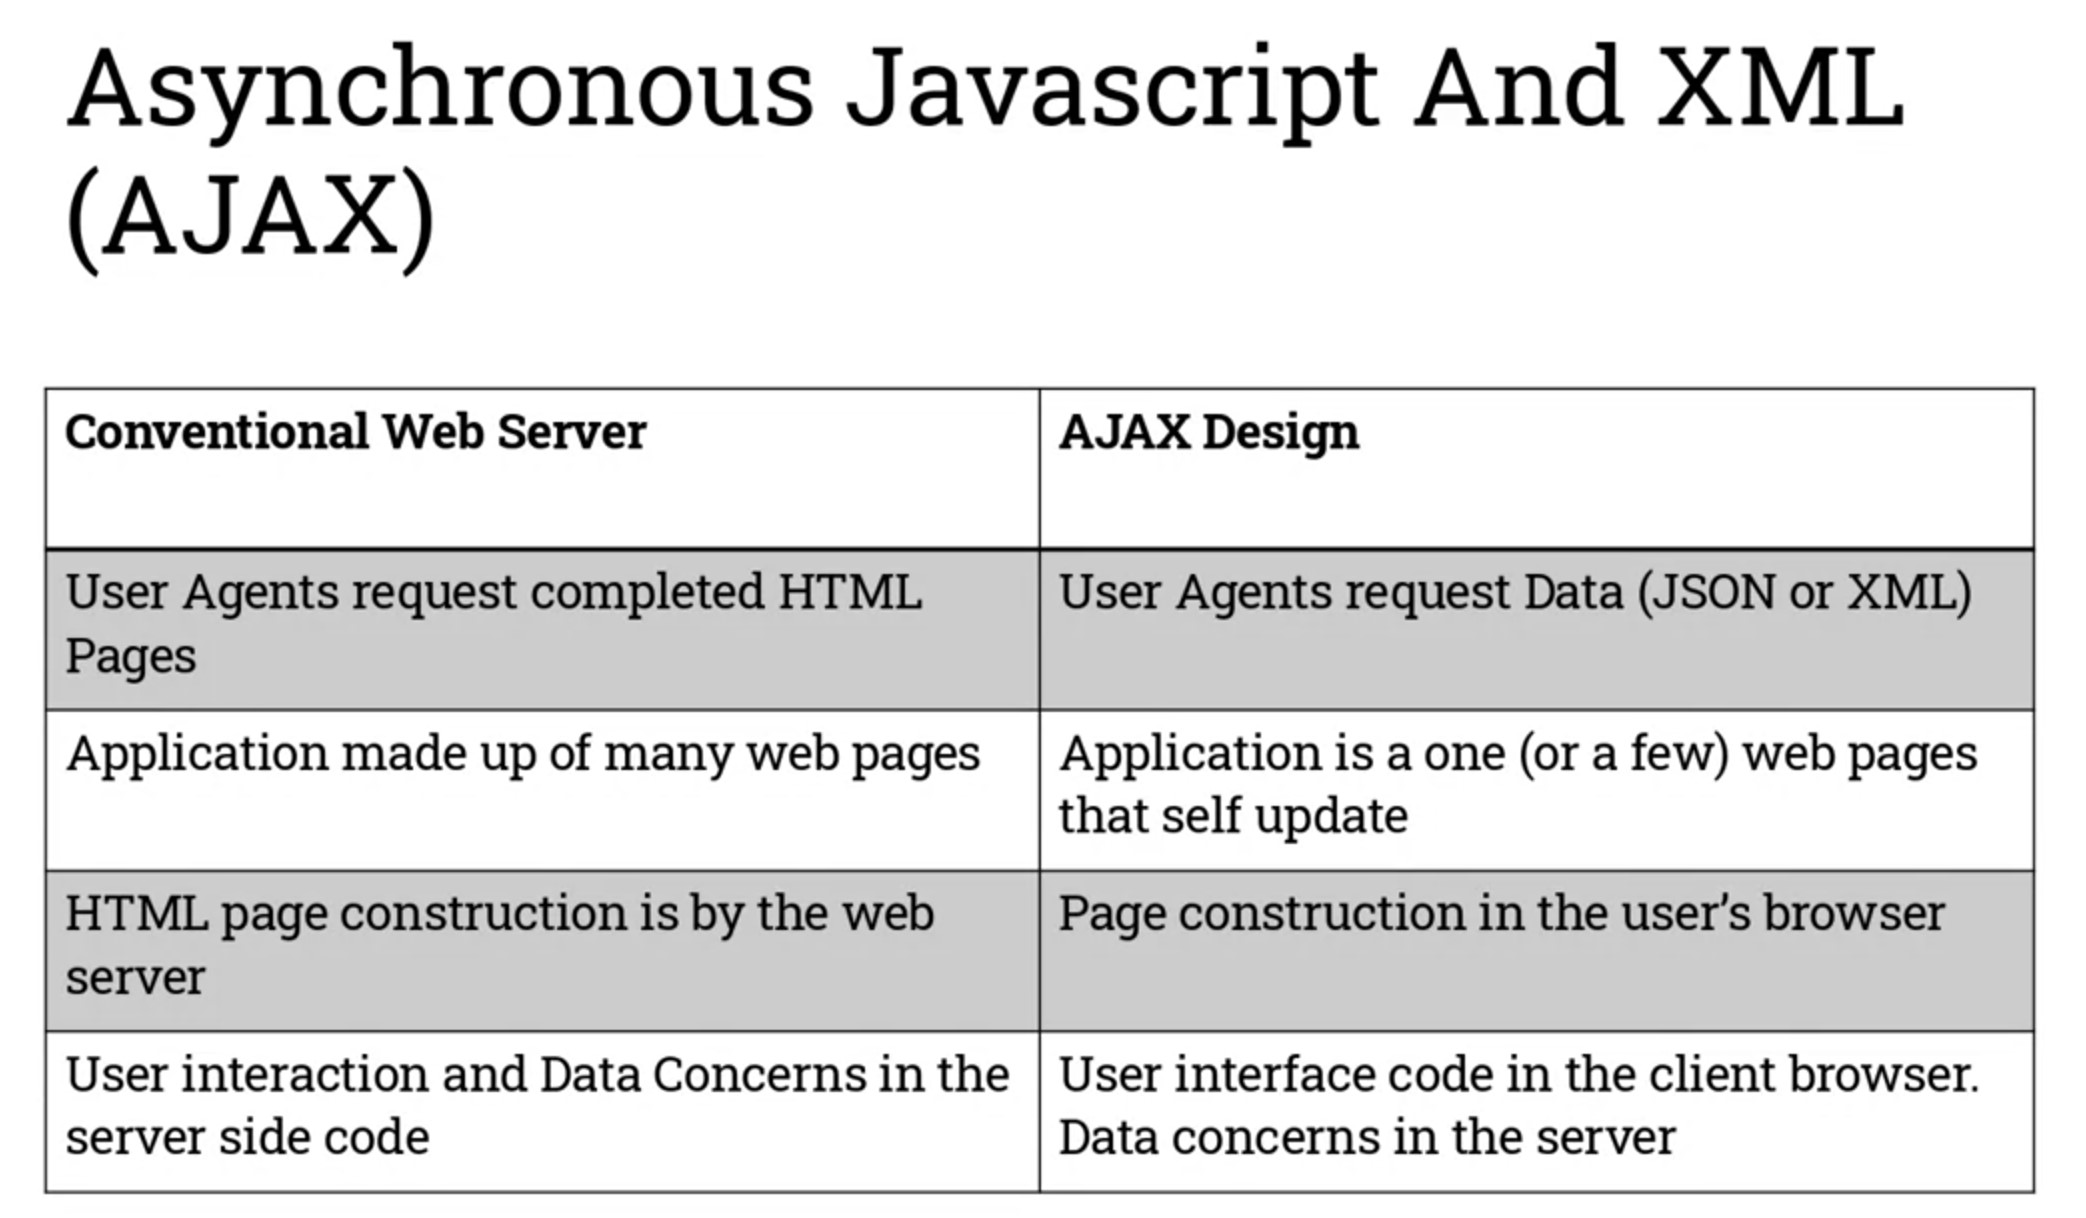 Asynchronous Javascript And XML
(AJAX)
Conventional Web Server
AJAX Design
User Agents request completed HTML
Pages
User Agents request Data (JSON or XML)
Application made up of many web pages
Application is a one (or a few) web pages
that self update
HTML page construction is by the web
server
Page construction in the user’s browser
User interaction and Data Concerns in the
server side code
User interface code in the client browser.
Data concerns in the server